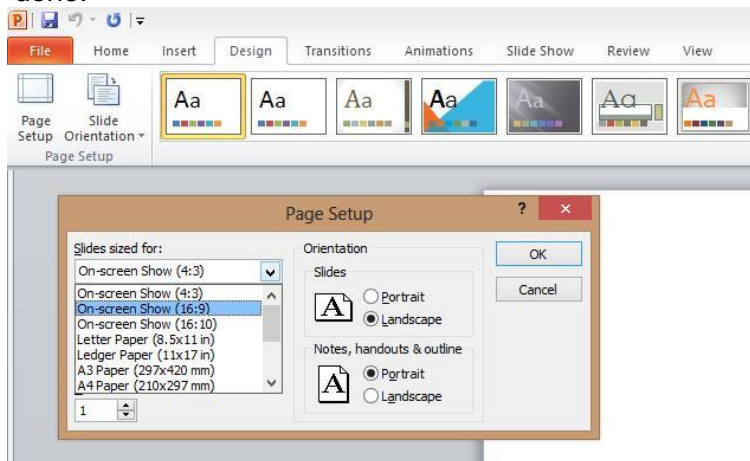 done.
P
File Home Insert Design Transitions Animations Slide Show Review View
Page Setup
Slide Orientation
Aa Aa Aa Aa Aa Aa Aa
Page Setup
Page Setup ? ×
Slides sized for:
On-screen Show (4:3)
On-screen Show (4:3)
On-screen Show (16:9)
On-screen Show (16:10)
Letter Paper (8.5x11 in)
Ledger Paper (11x17 in)
A3 Paper (297x420 mm)
A4 Paper (210x297 mm)
1
Orientation
Slides
A
Portrait
Landscape
Notes, handouts & outline
A
Portrait
Landscape
OK
Cancel